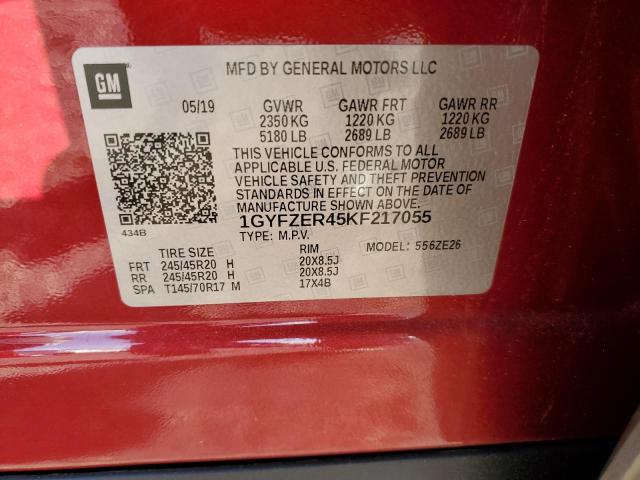 GM
MFD BY GENERAL MOTORS LLC
05/19 GVWR GAWR FRT GAWR RR
2350 KG 1220 KG 1220 KG
5180 LB 2689 LB 2689 LB
THIS VEHICLE CONFORMS TO ALL
APPLICABLE U.S. FEDERAL MOTOR
VEHICLE SAFETY AND THEFT PREVENTION
STANDARDS IN EFFECT ON THE DATE OF
MANUFACTURE SHOWN ABOVE.
1GYFZER45KF217055
434B TYPE: M.P.V.
TIRE SIZE RIM MODEL: 556ZE26
FRT 245/45R20 H 20X8.5J
RR 245/45R20 H 20X8.5J
SPA T145/70R17 M 17X4B